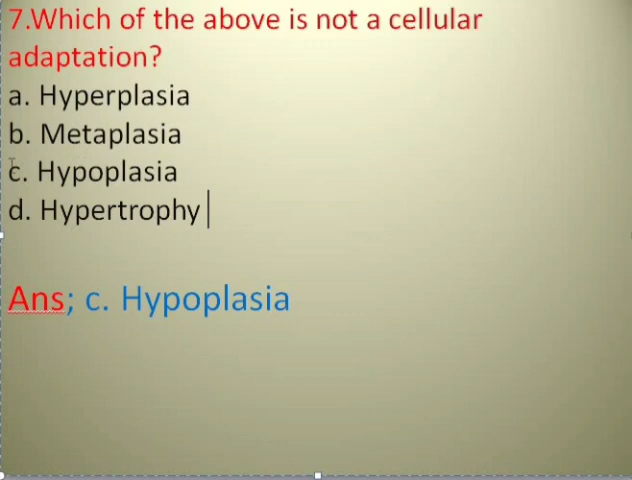 7.Which of the above is not a cellular
adaptation?
a. Hyperplasia
b. Metaplasia
c. Hypoplasia
d. Hypertrophy
Ans; c. Hypoplasia